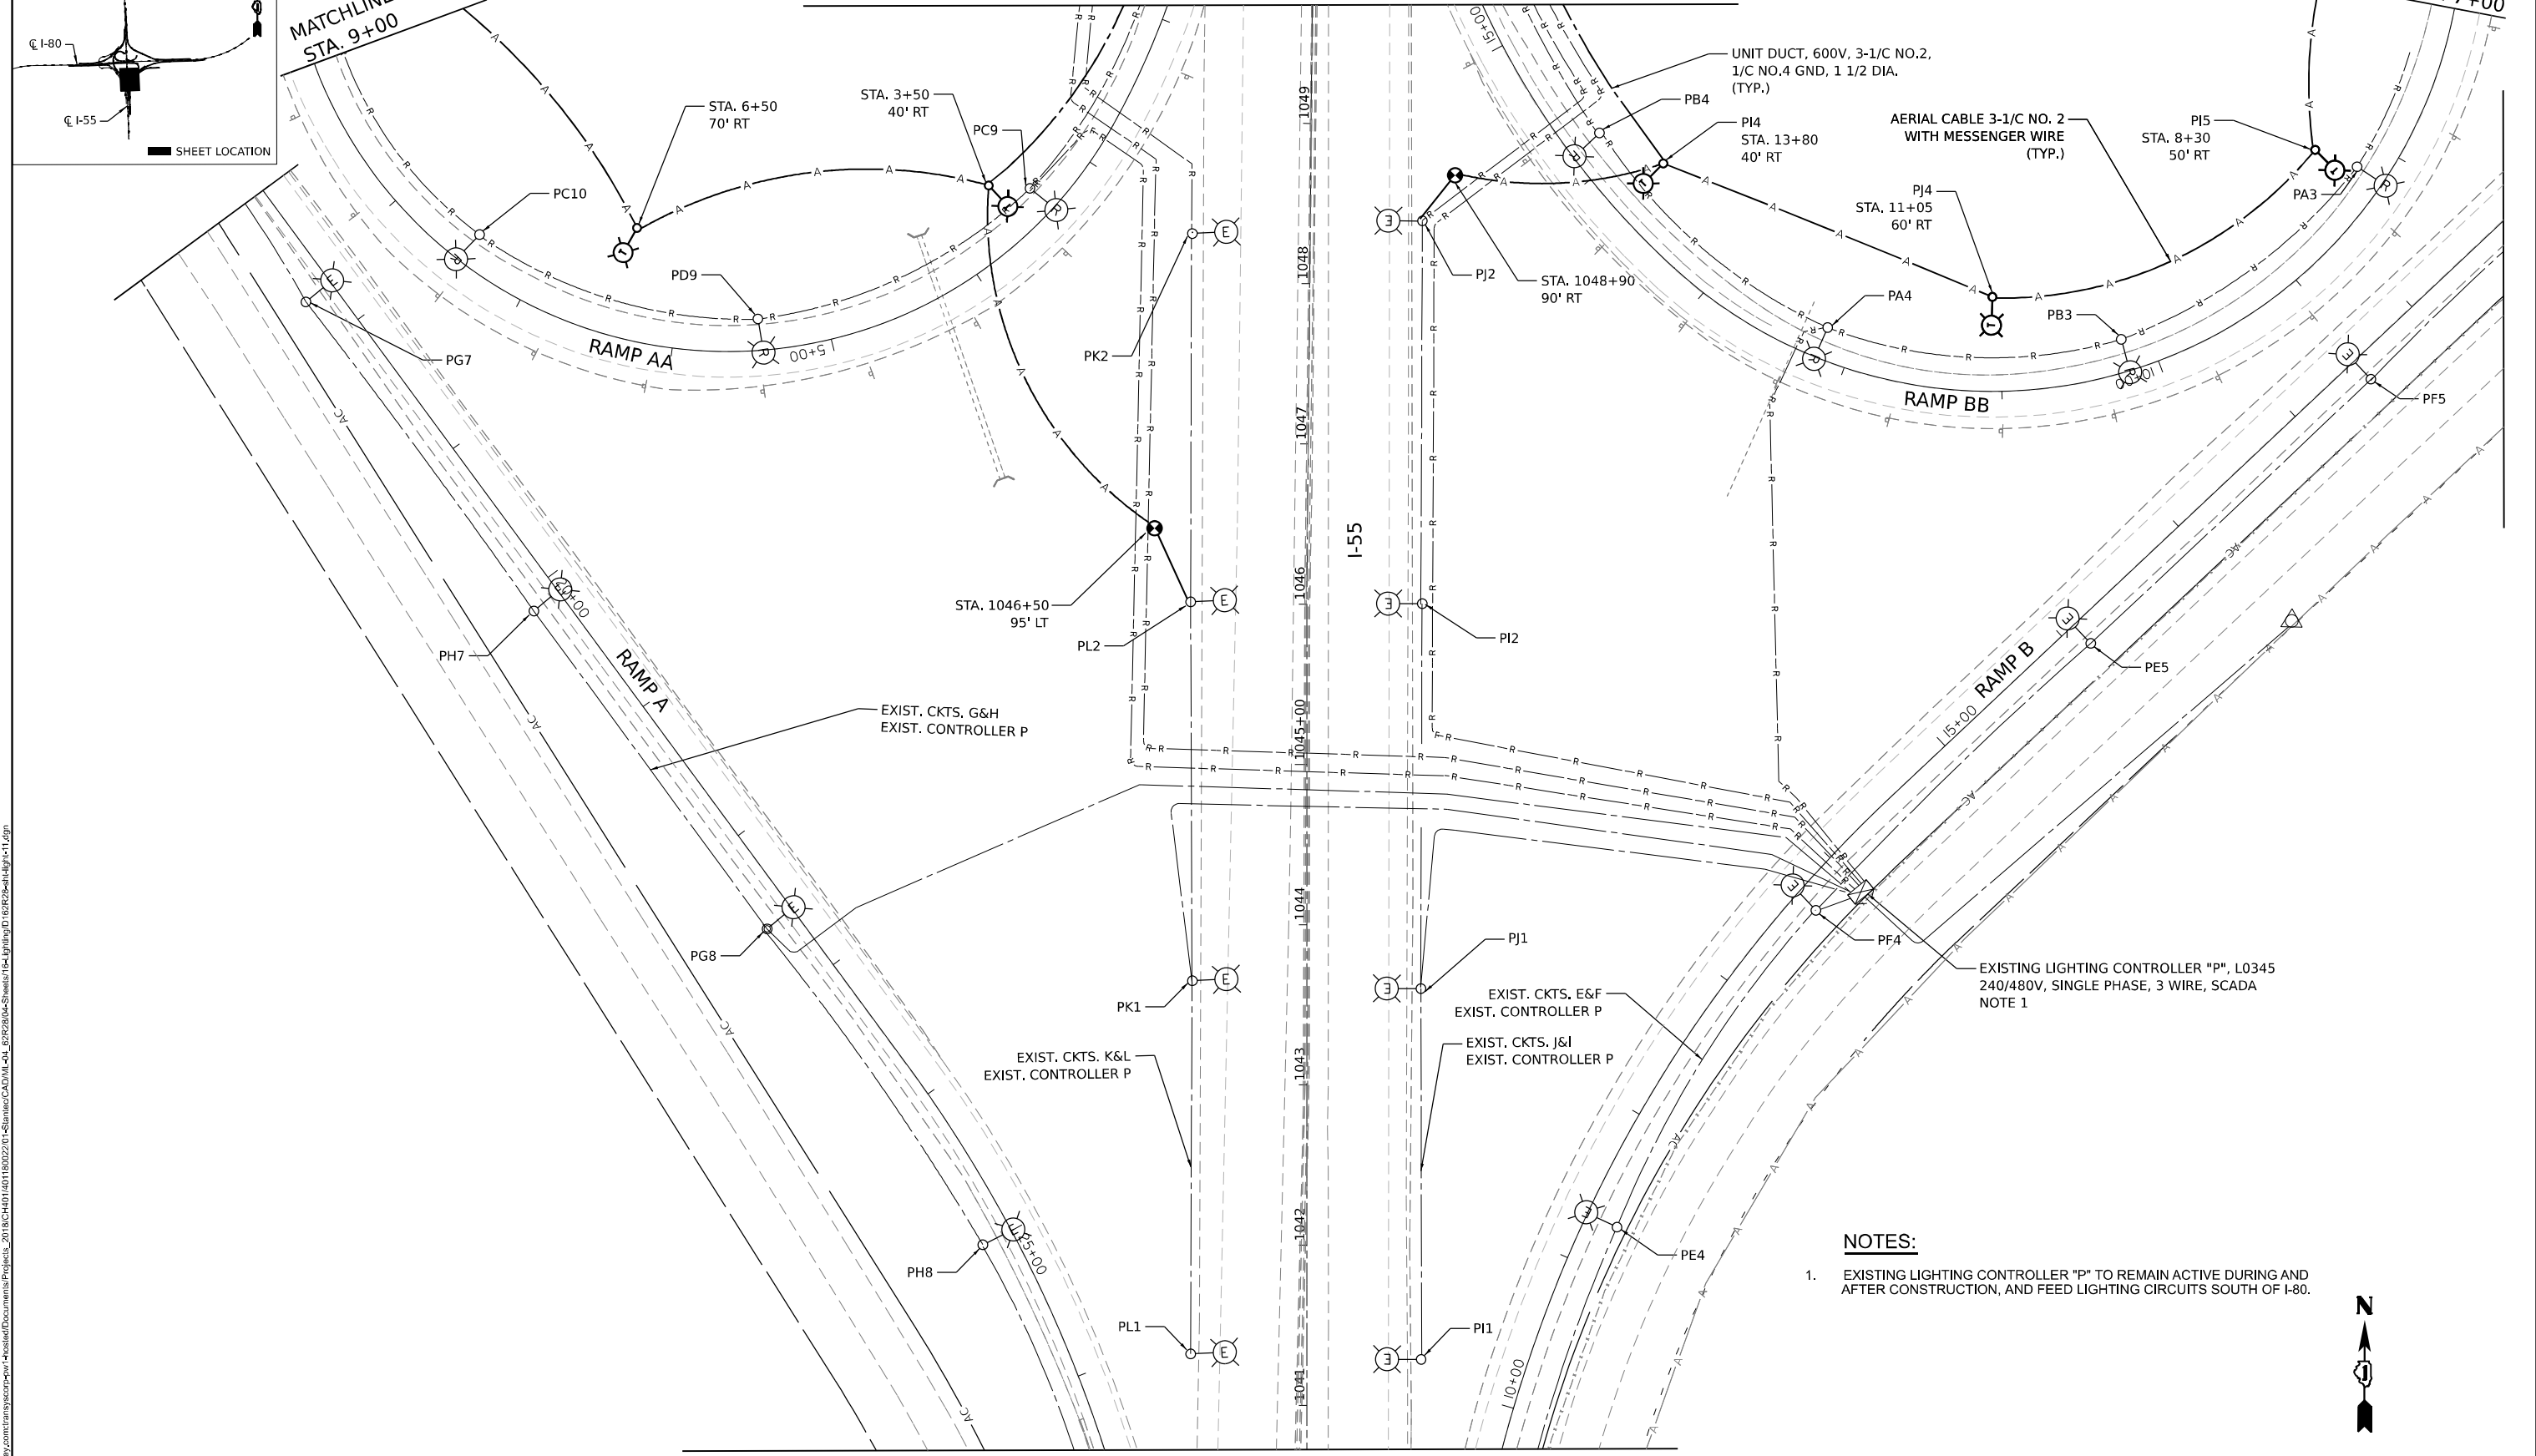 MATCHLINE
STA. 9+00
℄ I-80
℄ I-55
SHEET LOCATION
STA. 6+50
70' RT
STA. 3+50
40' RT
PC9
PC10
PD9
RAMP AA
5+00
PG7
PK2
1049
1048
1047
1046
1045+00
1044
1043
1042
1041
I-55
15+00
UNIT DUCT, 600V, 3-1/C NO.2,
1/C NO.4 GND, 1 1/2 DIA.
(TYP.)
PB4
PI4
STA. 13+80
40' RT
AERIAL CABLE 3-1/C NO. 2
WITH MESSENGER WIRE
(TYP.)
PJ5
STA. 8+30
50' RT
PA3
PJ4
STA. 11+05
60' RT
PJ2
STA. 1048+90
90' RT
PA4
PB3
10+00
RAMP BB
PF5
STA. 1046+50
95' LT
PL2
PI2
PH7
RAMP A
EXIST. CKTS. G&H
EXIST. CONTROLLER P
RAMP B
15+00
PE5
PG8
PK1
PJ1
PF4
EXISTING LIGHTING CONTROLLER "P", L0345
240/480V, SINGLE PHASE, 3 WIRE, SCADA
NOTE 1
EXIST. CKTS. E&F
EXIST. CONTROLLER P
EXIST. CKTS. K&L
EXIST. CONTROLLER P
EXIST. CKTS. J&I
EXIST. CONTROLLER P
PH8
25+00
PE4
PL1
PI1
10+00
NOTES:
1. EXISTING LIGHTING CONTROLLER "P" TO REMAIN ACTIVE DURING AND
AFTER CONSTRUCTION, AND FEED LIGHTING CIRCUITS SOUTH OF I-80.
N